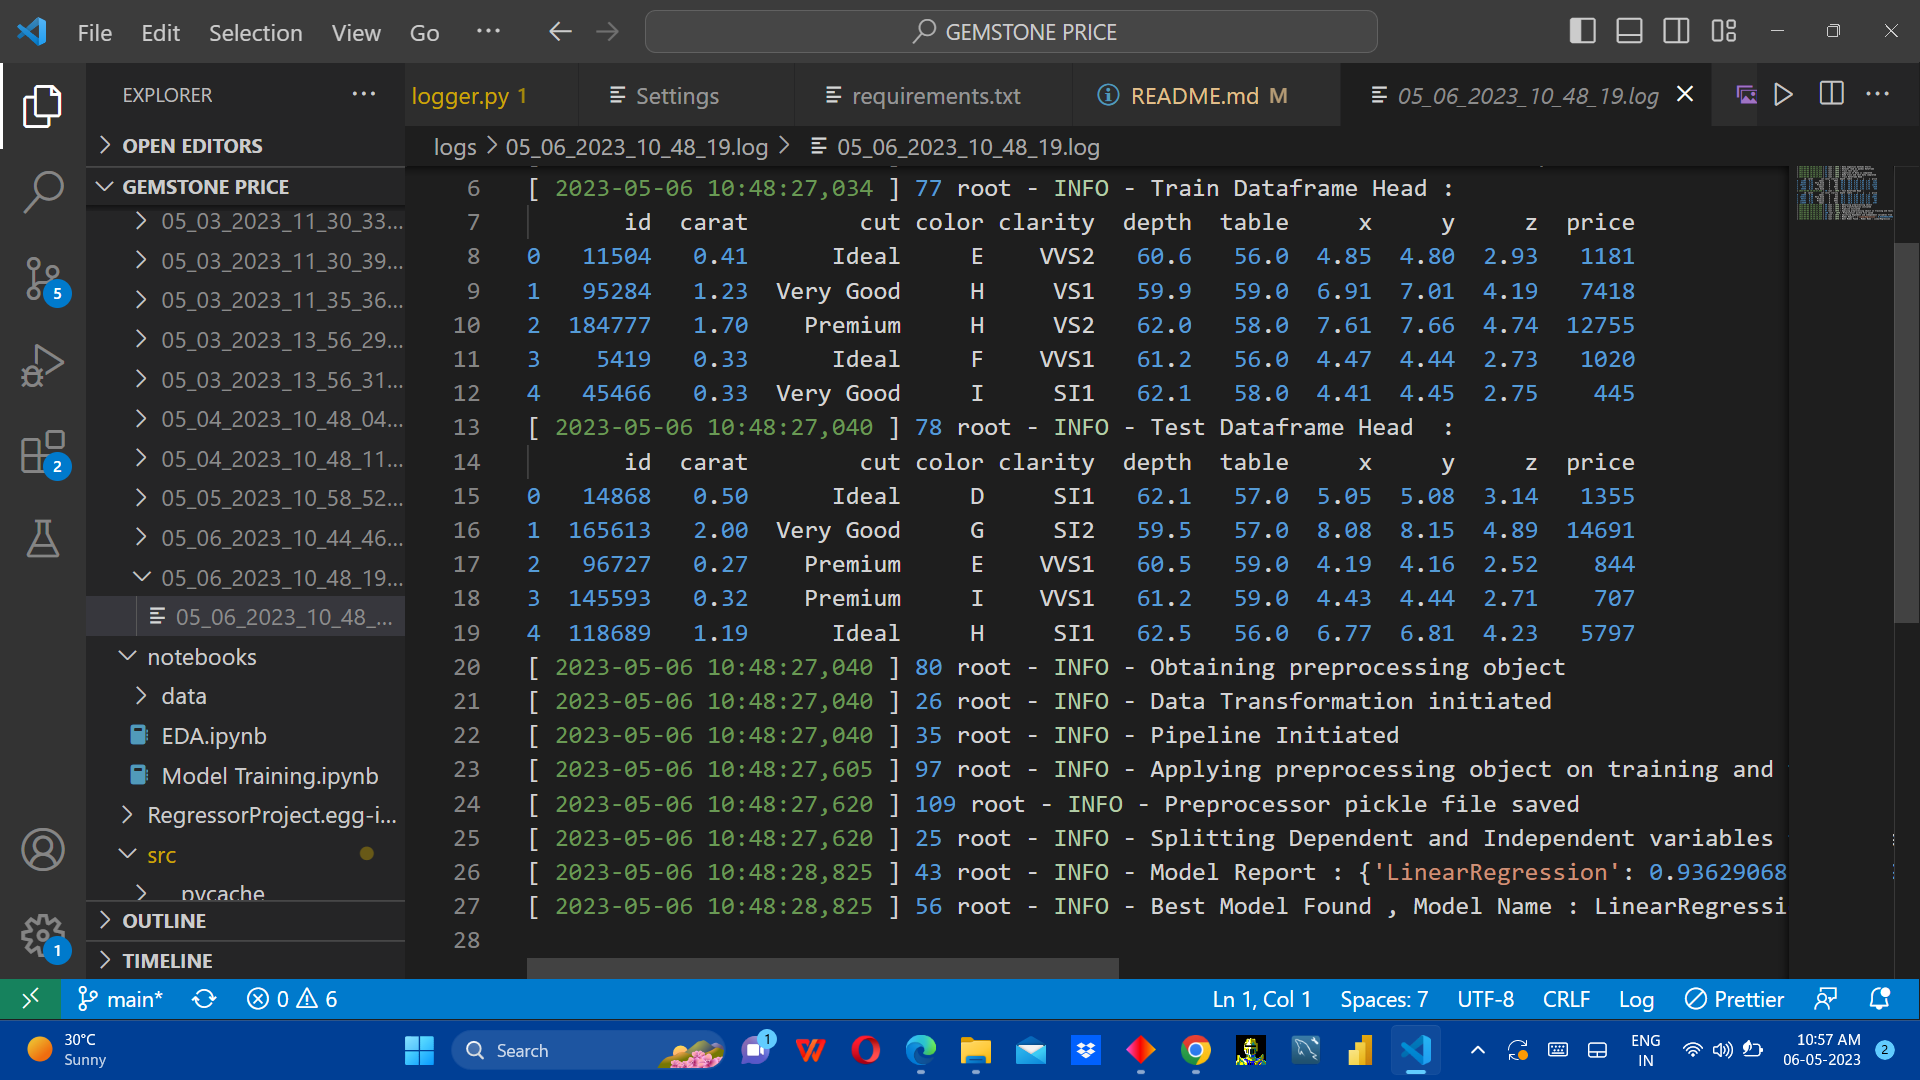 File Edit Selection View Go ··· GEMSTONE PRICE
EXPLORER ···
logger.py 1 Settings requirements.txt README.md M 05_06_2023_10_48_19.log
OPEN EDITORS
GEMSTONE PRICE
05_03_2023_11_30_33...
05_03_2023_11_30_39...
05_03_2023_11_35_36...
05_03_2023_13_56_29...
05_03_2023_13_56_31...
05_04_2023_10_48_04...
05_04_2023_10_48_11...
05_05_2023_10_58_52...
05_06_2023_10_44_46...
05_06_2023_10_48_19...
05_06_2023_10_48_...
notebooks
data
EDA.ipynb
Model Training.ipynb
RegressorProject.egg-i...
src
pycache
OUTLINE
TIMELINE
5
2
1
logs > 05_06_2023_10_48_19.log > 05_06_2023_10_48_19.log
6 [ 2023-05-06 10:48:27,034 ] 77 root - INFO - Train Dataframe Head :
7 id carat cut color clarity depth table x y z price
8 0 11504 0.41 Ideal E VVS2 60.6 56.0 4.85 4.80 2.93 1181
9 1 95284 1.23 Very Good H VS1 59.9 59.0 6.91 7.01 4.19 7418
10 2 184777 1.70 Premium H VS2 62.0 58.0 7.61 7.66 4.74 12755
11 3 5419 0.33 Ideal F VVS1 61.2 56.0 4.47 4.44 2.73 1020
12 4 45466 0.33 Very Good I SI1 62.1 58.0 4.41 4.45 2.75 445
13 [ 2023-05-06 10:48:27,040 ] 78 root - INFO - Test Dataframe Head :
14 id carat cut color clarity depth table x y z price
15 0 14868 0.50 Ideal D SI1 62.1 57.0 5.05 5.08 3.14 1355
16 1 165613 2.00 Very Good G SI2 59.5 57.0 8.08 8.15 4.89 14691
17 2 96727 0.27 Premium E VVS1 60.5 59.0 4.19 4.16 2.52 844
18 3 145593 0.32 Premium I VVS1 61.2 59.0 4.43 4.44 2.71 707
19 4 118689 1.19 Ideal H SI1 62.5 56.0 6.77 6.81 4.23 5797
20 [ 2023-05-06 10:48:27,040 ] 80 root - INFO - Obtaining preprocessing object
21 [ 2023-05-06 10:48:27,040 ] 26 root - INFO - Data Transformation initiated
22 [ 2023-05-06 10:48:27,040 ] 35 root - INFO - Pipeline Initiated
23 [ 2023-05-06 10:48:27,605 ] 97 root - INFO - Applying preprocessing object on training and
24 [ 2023-05-06 10:48:27,620 ] 109 root - INFO - Preprocessor pickle file saved
25 [ 2023-05-06 10:48:27,620 ] 25 root - INFO - Splitting Dependent and Independent variables
26 [ 2023-05-06 10:48:28,825 ] 43 root - INFO - Model Report : {'LinearRegression': 0.93629068
27 [ 2023-05-06 10:48:28,825 ] 56 root - INFO - Best Model Found , Model Name : LinearRegressi
28
main* 0 6 Ln 1, Col 1 Spaces: 7 UTF-8 CRLF Log Prettier
30°C
Sunny
Search
1
ENG
IN
10:57 AM
06-05-2023
2